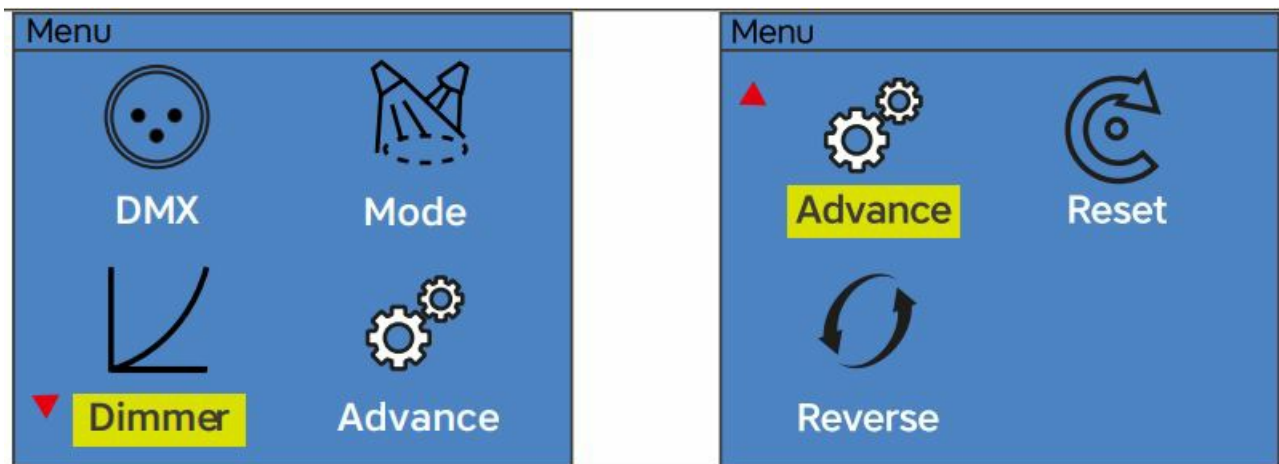 Menu
DMX
Mode
Dimmer
Advance
Menu
Advance
Reset
Reverse